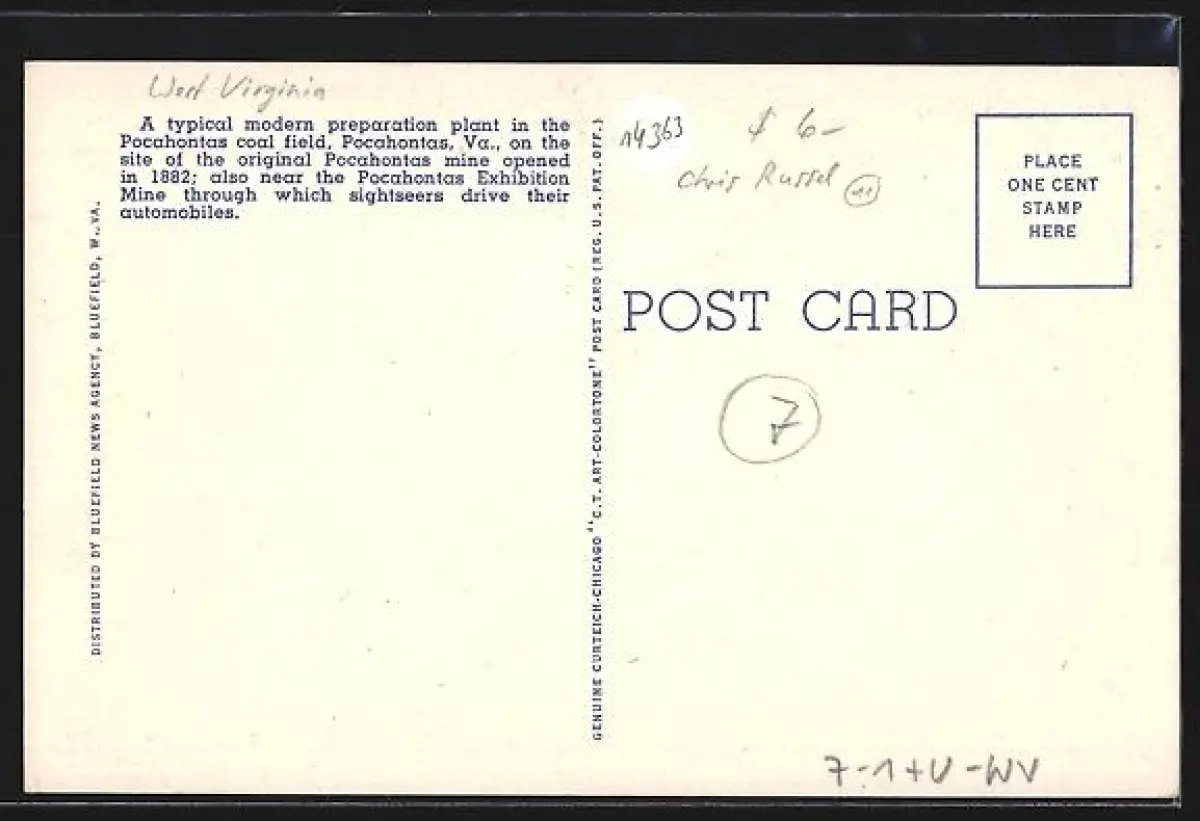 West Virginia
A typical modern preparation plant in the
Pocahontas coal field, Pocahontas, Va., on the
site of the original Pocahontas mine opened
in 1882; also near the Pocahontas Exhibition
Mine through which sightseers drive their
automobiles.
DISTRIBUTED BY BLUEFIELD NEWS AGENCY, BLUEFIELD, W. VA.
GENUINE CURTEICH-CHICAGO "C.T. ART-COLORTONE" POST CARD (REG. U.S. PAT. OFF.)
14363
$ 6-
Chris Russel 11
PLACE
ONE CENT
STAMP
HERE
POST CARD
7
7-1+U-WV